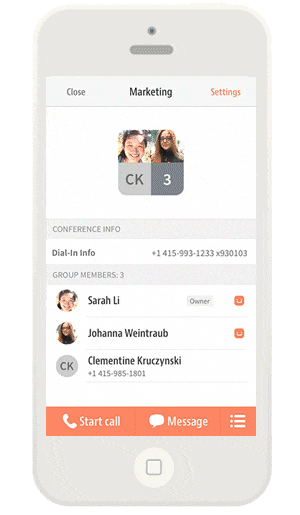 Close Marketing Settings
CK 3
CONFERENCE INFO
Dial-In Info +1 415-993-1233 x930103
GROUP MEMBERS: 3
Sarah Li Owner
Johanna Weintraub
CK Clementine Kruczynski
+1 415-985-1801
Start call Message